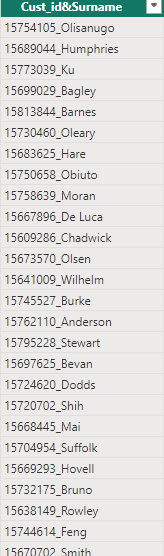 Cust_id&Surname
15754105_Olisanugo
15689044_Humphries
15773039_Ku
15699029_Bagley
15813844_Barnes
15730460_Oleary
15683625_Hare
15750658_Obiuto
15758639_Moran
15667896_De Luca
15609286_Chadwick
15673570_Olsen
15641009_Wilhelm
15745527_Burke
15762110_Anderson
15795228_Stewart
15697625_Bevan
15724620_Dodds
15720702_Shih
15668445_Mai
15704954_Suffolk
15669293_Hovell
15732175_Bruno
15638149_Rowley
15744614_Feng
15670702_Smith